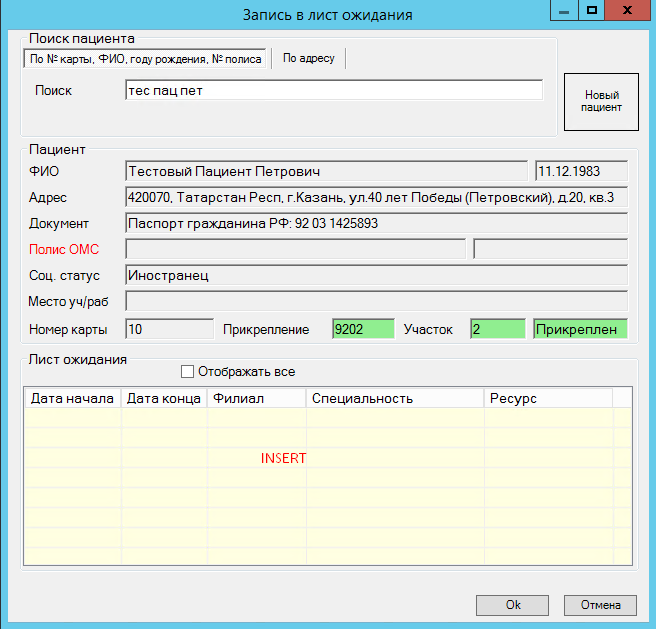 Запись в лист ожидания
Поиск пациента
По № карты, ФИО, году рождения, № полиса По адресу
Поиск тес пац пет
Новый
пациент
Пациент
ФИО Тестовый Пациент Петрович 11.12.1983
Адрес 420070, Татарстан Респ, г.Казань, ул.40 лет Победы (Петровский), д.20, кв.3
Документ Паспорт гражданина РФ: 92 03 1425893
Полис ОМС
Соц. статус Иностранец
Место уч/раб
Номер карты 10 Прикрепление 9202 Участок 2 Прикреплен
Лист ожидания
Отображать все
Дата начала Дата конца Филиал Специальность Ресурс
INSERT
Ok Отмена